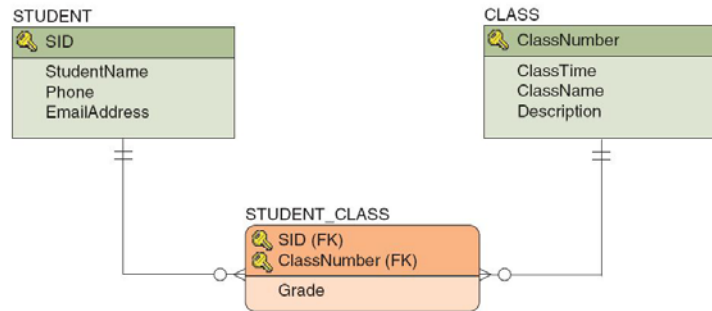 STUDENT
SID
StudentName
Phone
EmailAddress
CLASS
ClassNumber
ClassTime
ClassName
Description
STUDENT_CLASS
SID (FK)
ClassNumber (FK)
Grade